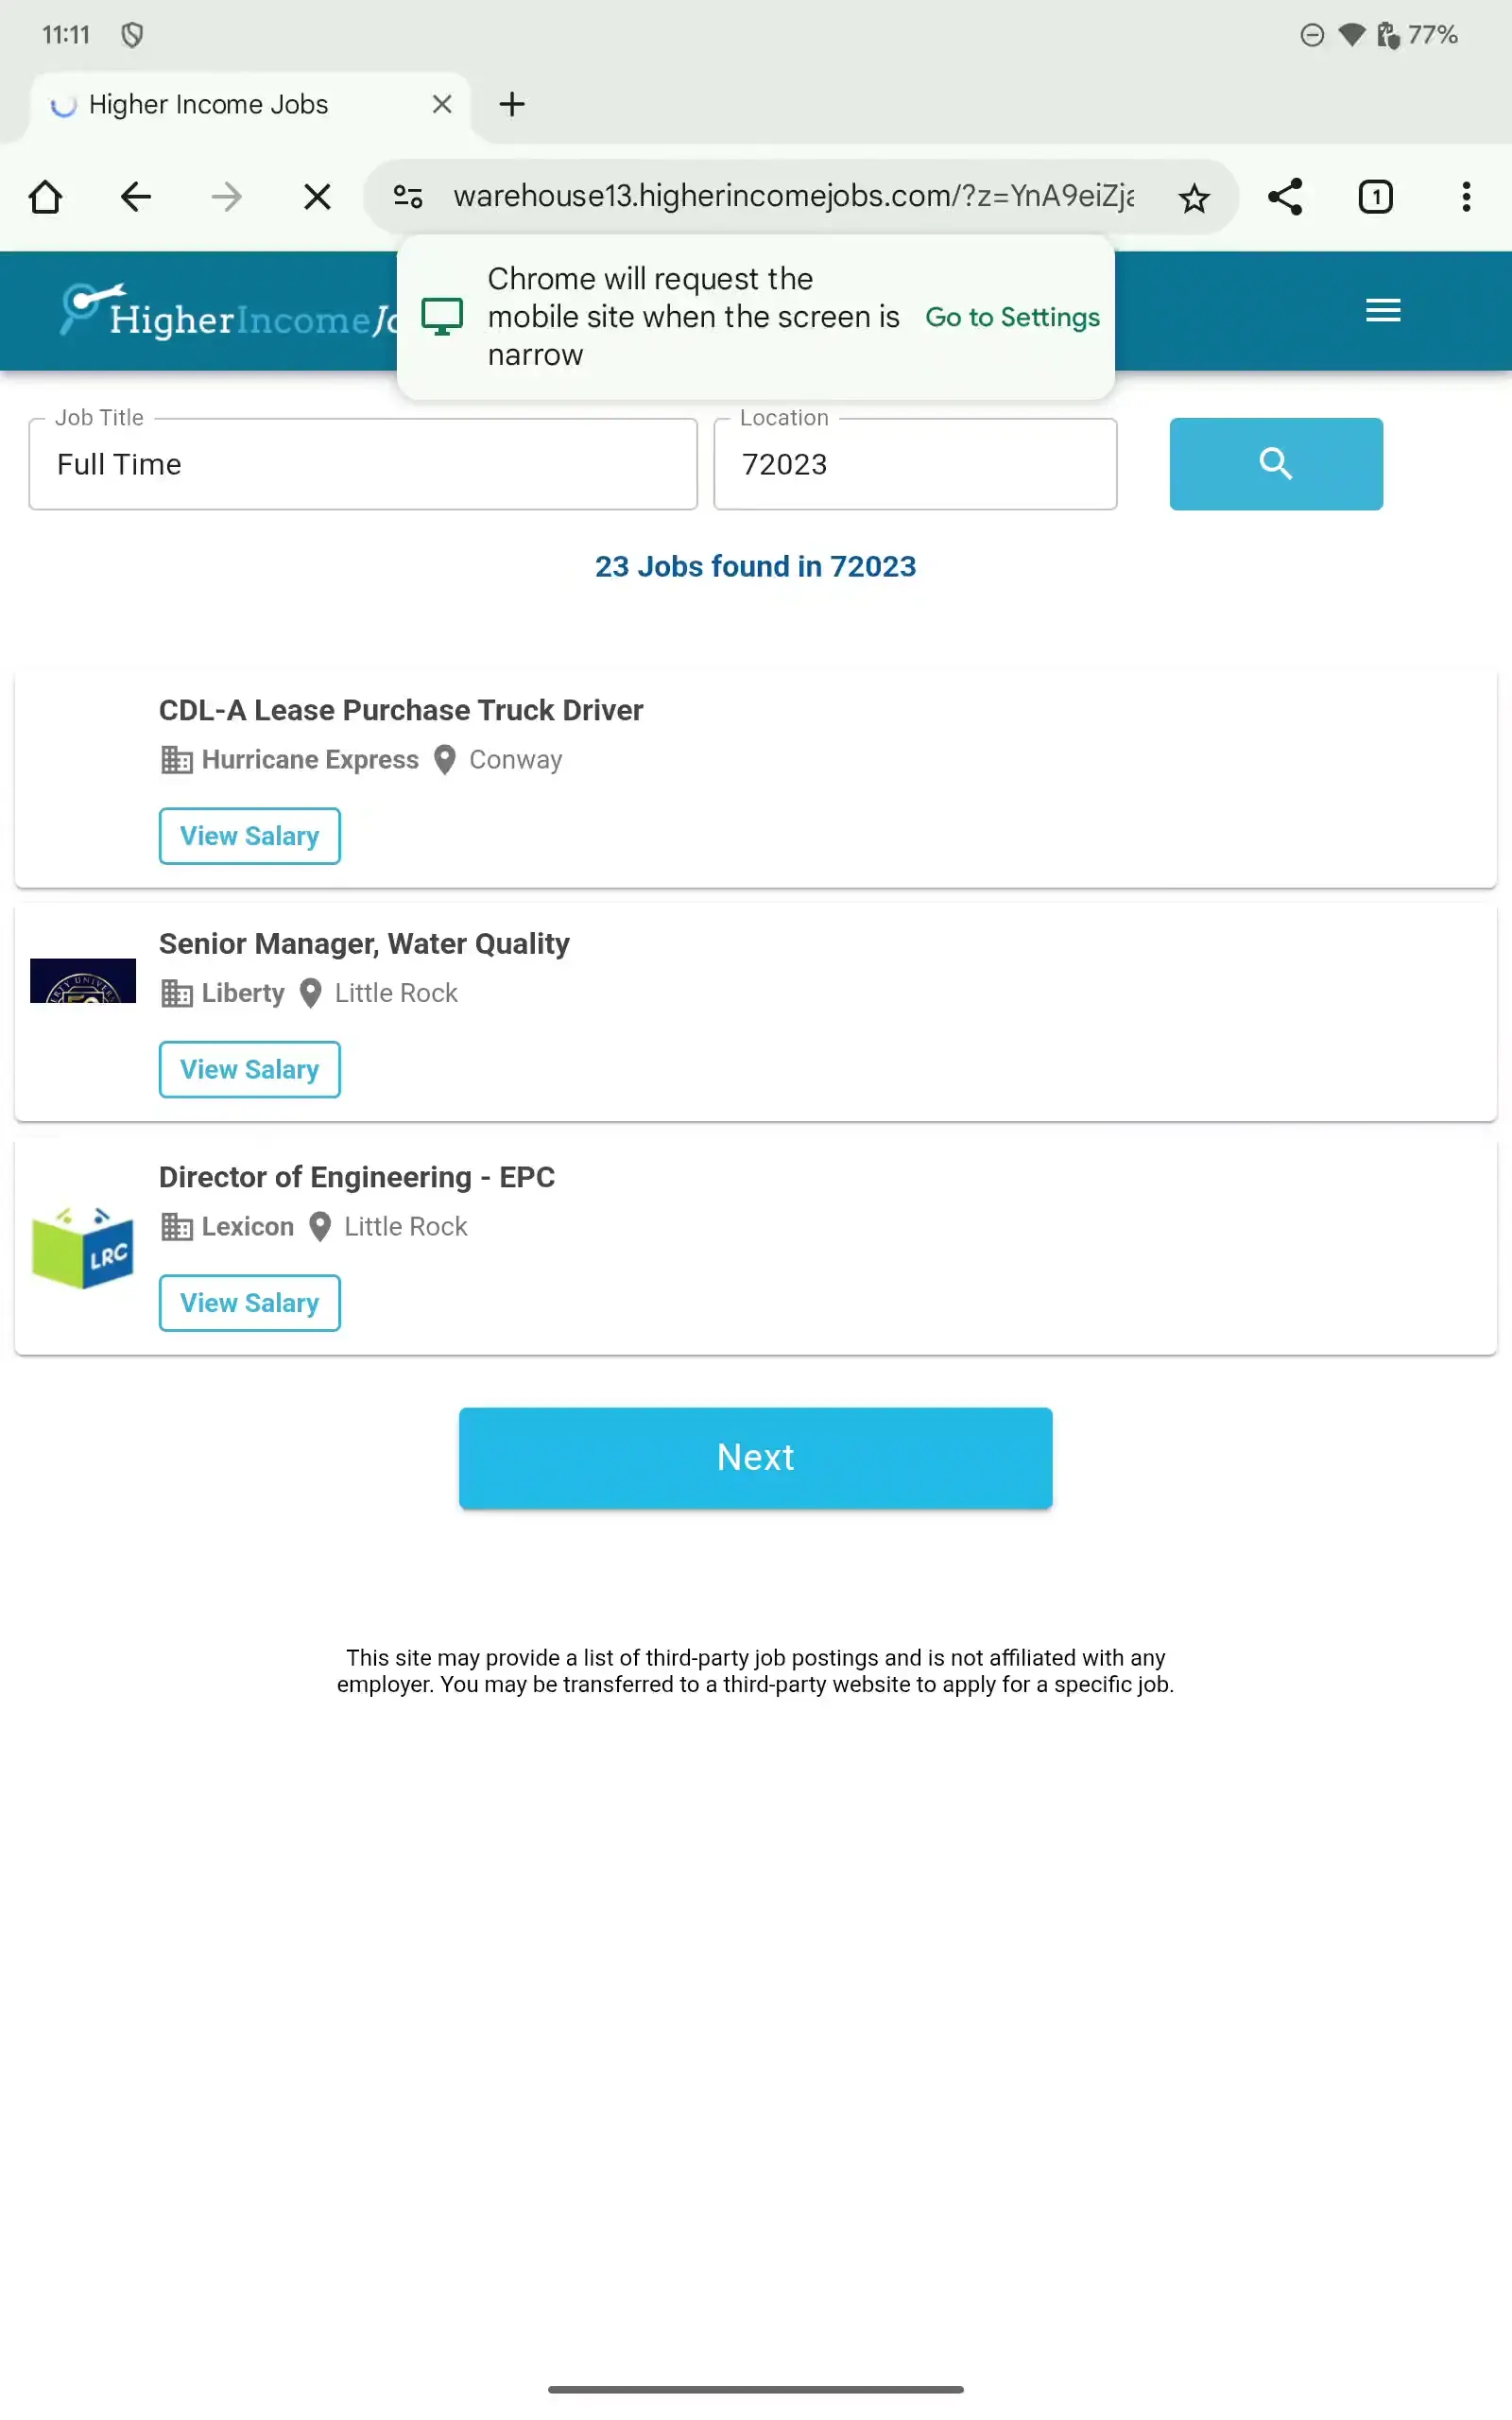 11:11
77%
Higher Income Jobs
warehouse13.higherincomejobs.com/?z=YnA9eiZja
1
Chrome will request the
mobile site when the screen is
narrow
Go to Settings
HigherIncomeJo
Job Title
Full Time
Location
72023
23 Jobs found in 72023
CDL-A Lease Purchase Truck Driver
Hurricane Express Conway
View Salary
Senior Manager, Water Quality
Liberty Little Rock
View Salary
Director of Engineering - EPC
LRC
Lexicon Little Rock
View Salary
Next
This site may provide a list of third-party job postings and is not affiliated with any
employer. You may be transferred to a third-party website to apply for a specific job.